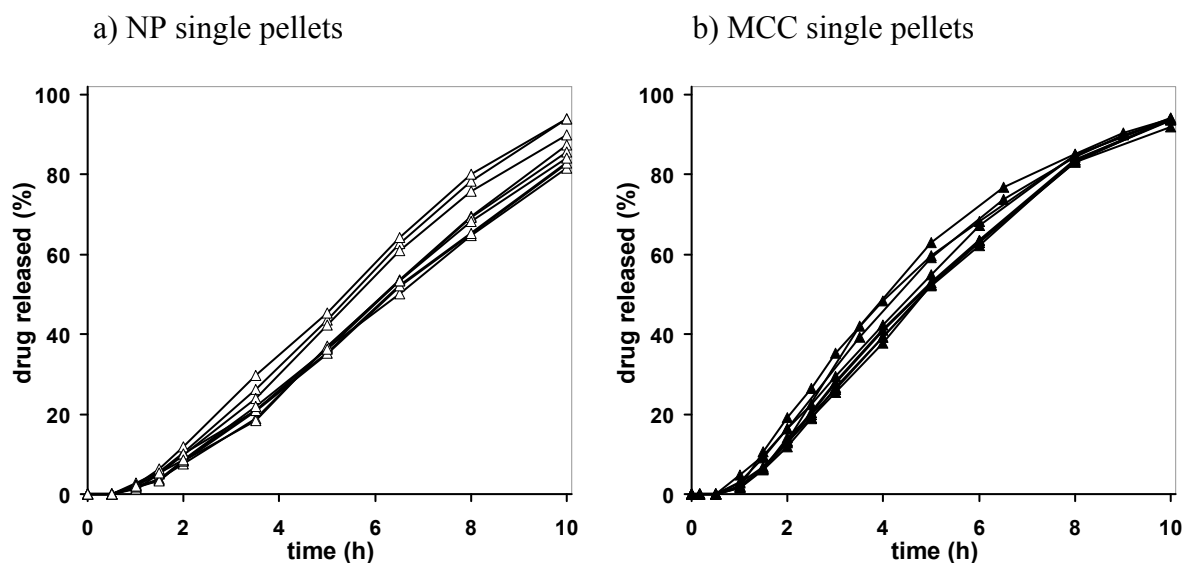 a) NP single pellets
100
80
60
40
20
0
drug released (%)
0 2 4 6 8 10
time (h)
b) MCC single pellets
100
80
60
40
20
0
drug released (%)
0 2 4 6 8 10
time (h)